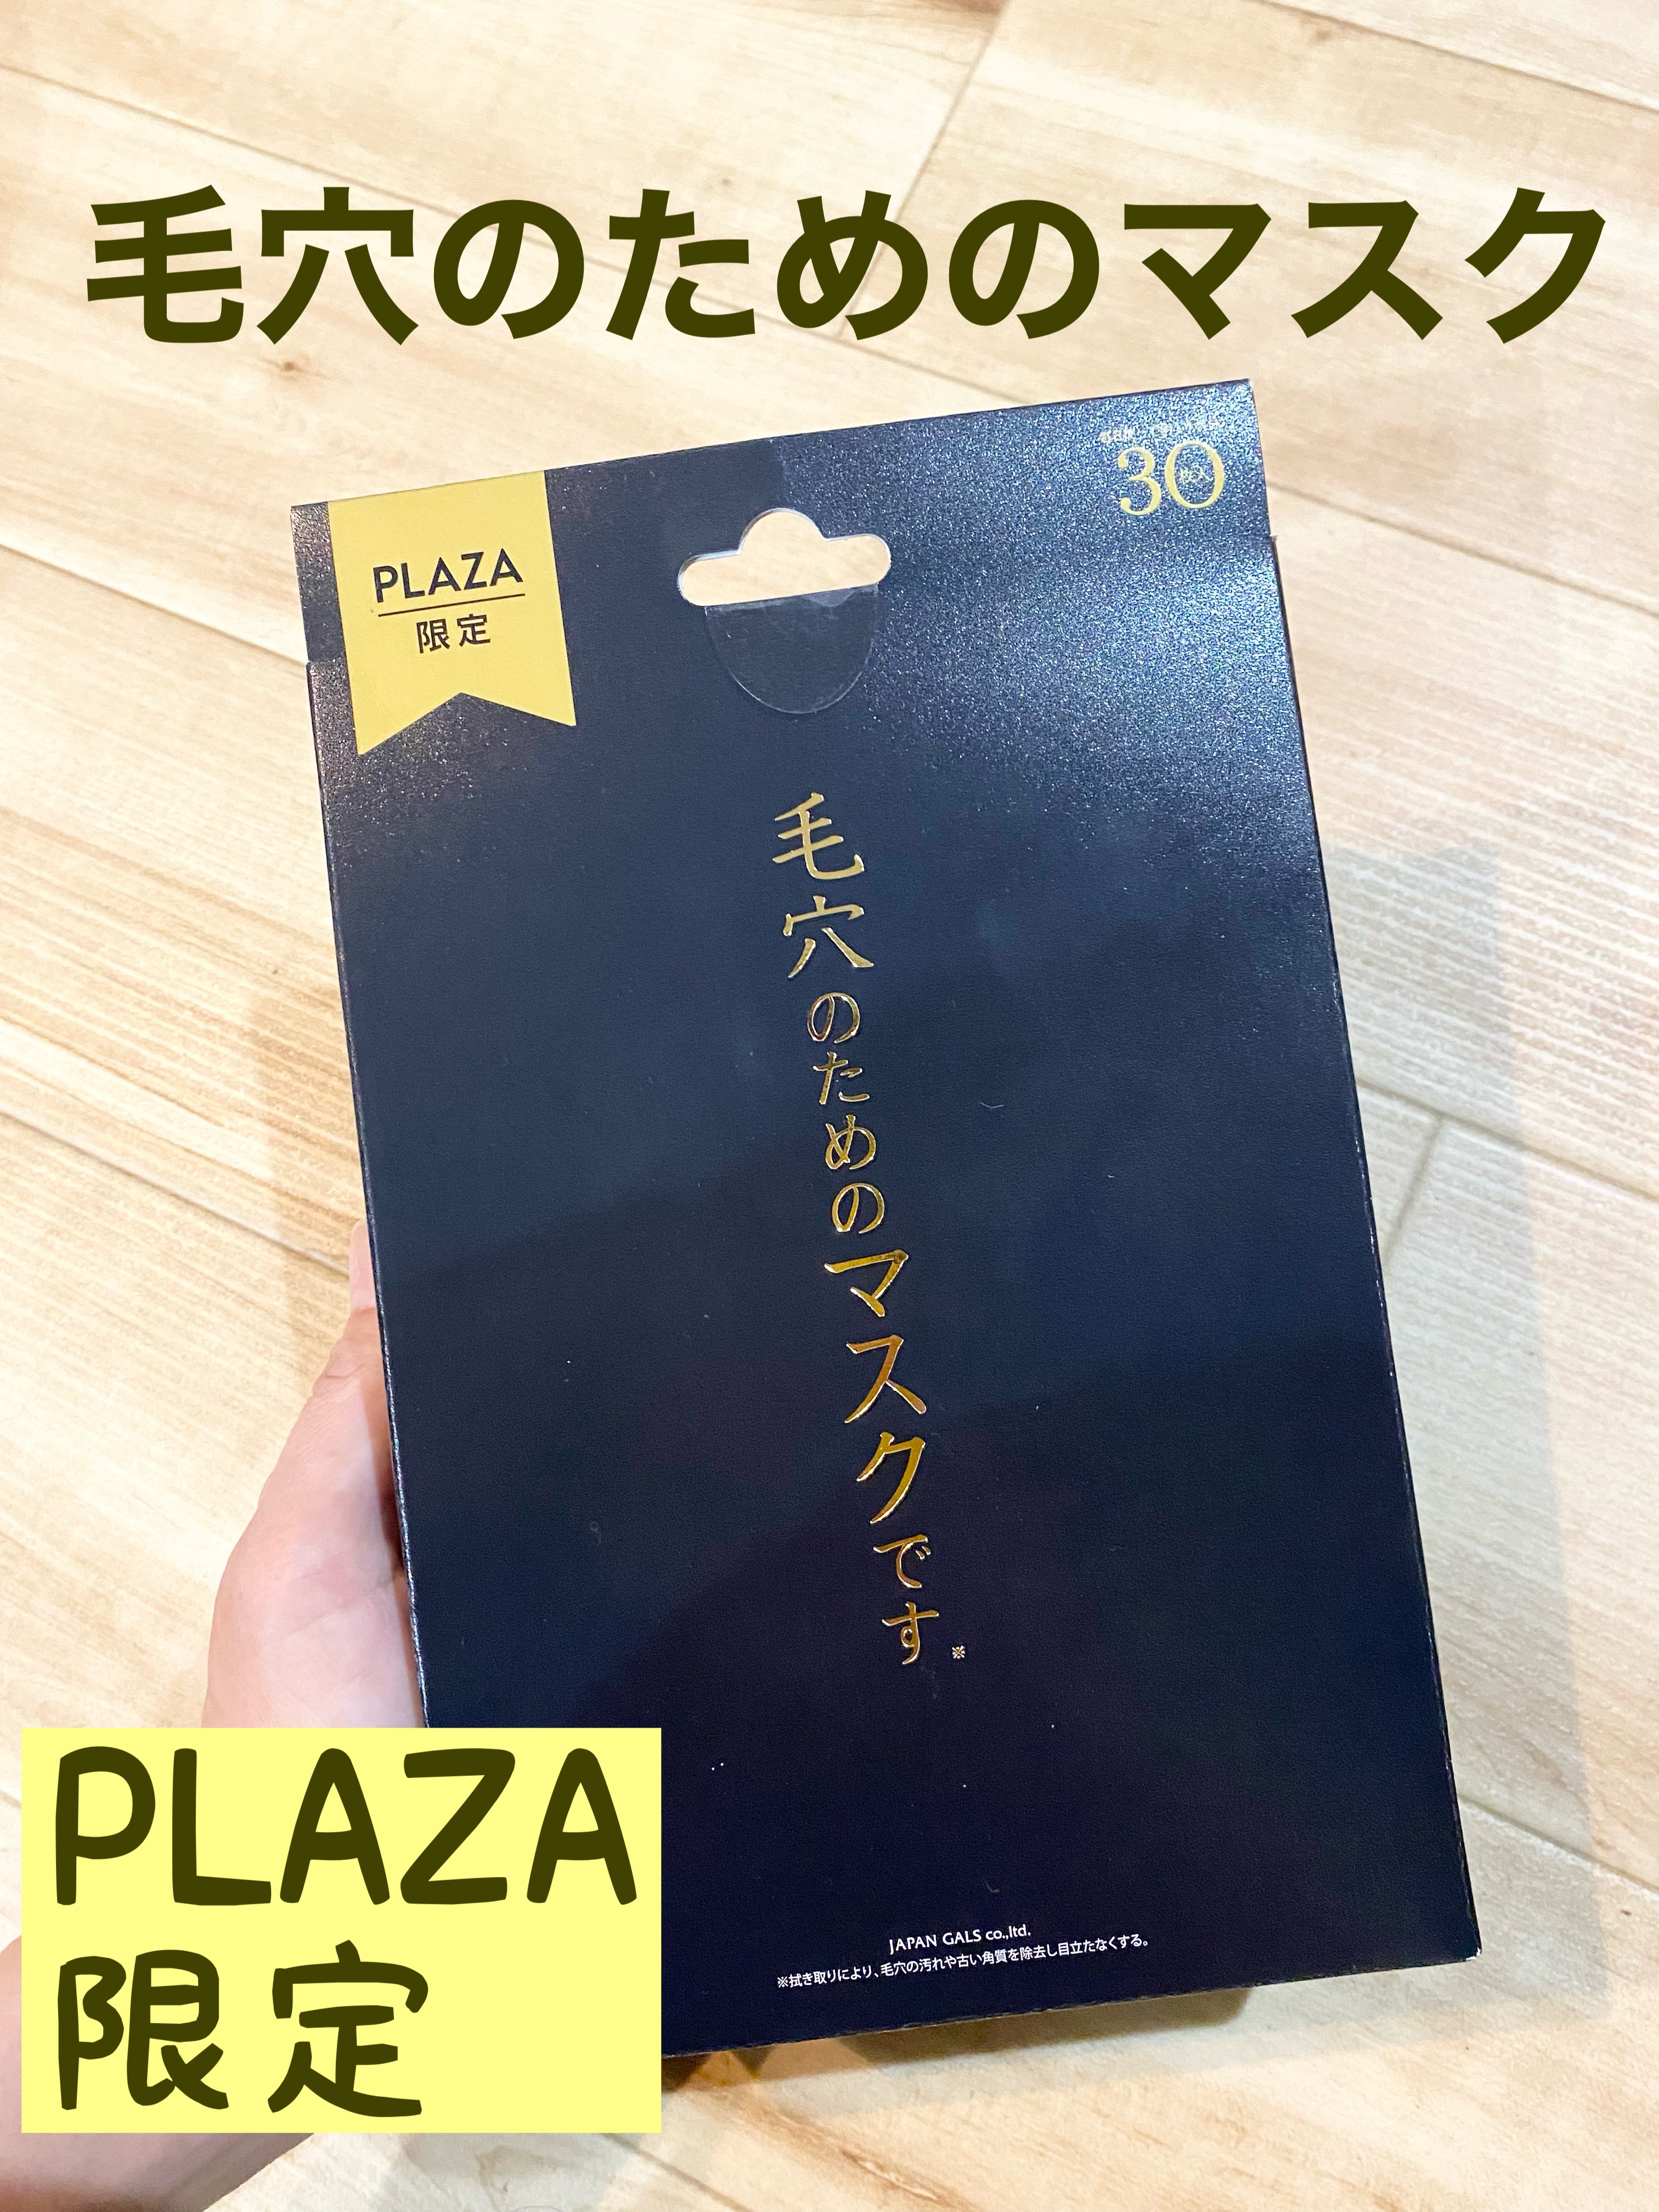 毛穴のためのマスク
PLAZA
限定
30
毛穴のためのマスクです※
JAPAN GALS co.,ltd.
※拭き取りにより、毛穴の汚れや古い角質を除去し目立たなくする。
PLAZA
限定